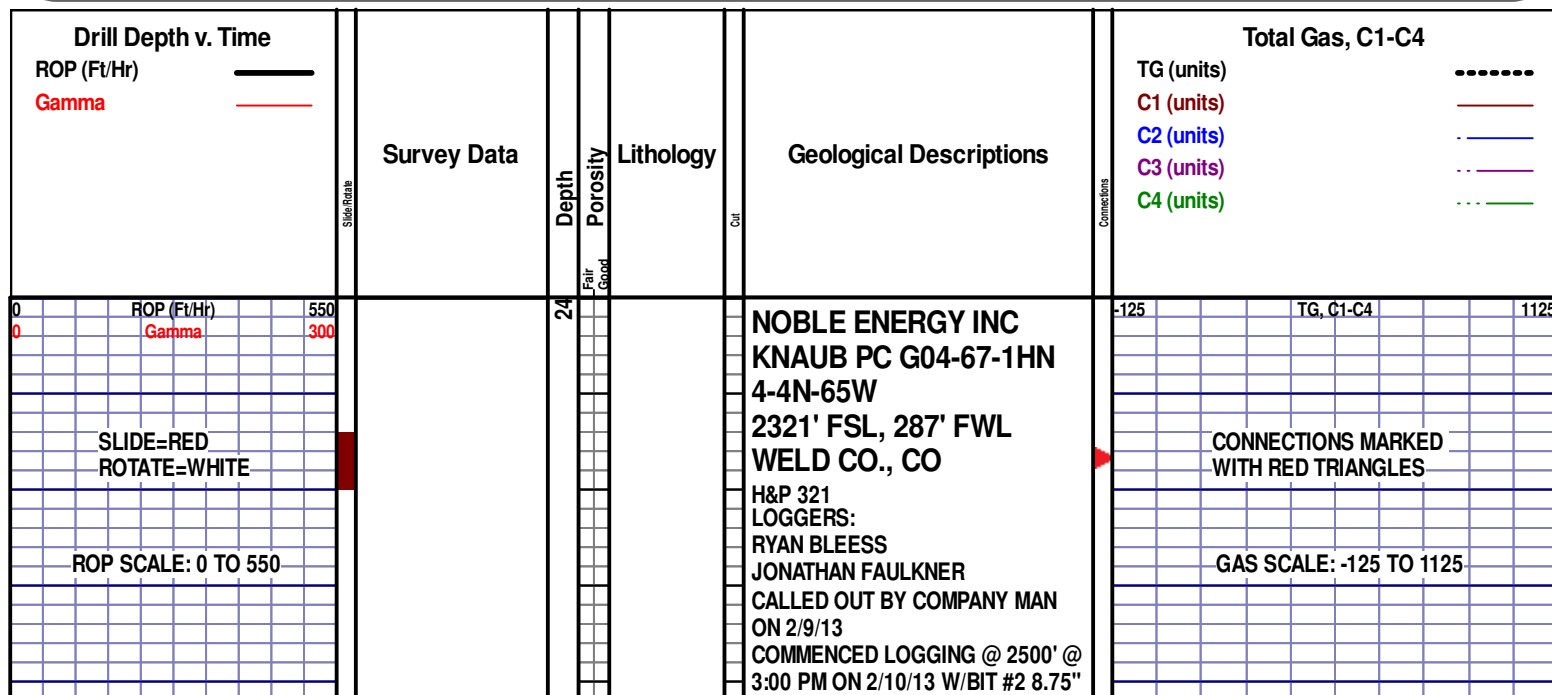 Drill Depth v. Time
ROP (Ft/Hr)
Gamma
Slide/Rotate
Survey Data
Depth
Porosity
Fair
Good
Lithology
Cut
Geological Descriptions
Connections
Total Gas, C1-C4
TG (units)
C1 (units)
C2 (units)
C3 (units)
C4 (units)
0 ROP (Ft/Hr) 550
0 Gamma 300
SLIDE=RED
ROTATE=WHITE
ROP SCALE: 0 TO 550
24
NOBLE ENERGY INC
KNAUB PC G04-67-1HN
4-4N-65W
2321' FSL, 287' FWL
WELD CO., CO
H&P 321
LOGGERS:
RYAN BLEESS
JONATHAN FAULKNER
CALLED OUT BY COMPANY MAN
ON 2/9/13
COMMENCED LOGGING @ 2500' @
3:00 PM ON 2/10/13 W/BIT #2 8.75"
-125 TG, C1-C4 1125
CONNECTIONS MARKED
WITH RED TRIANGLES
GAS SCALE: -125 TO 1125